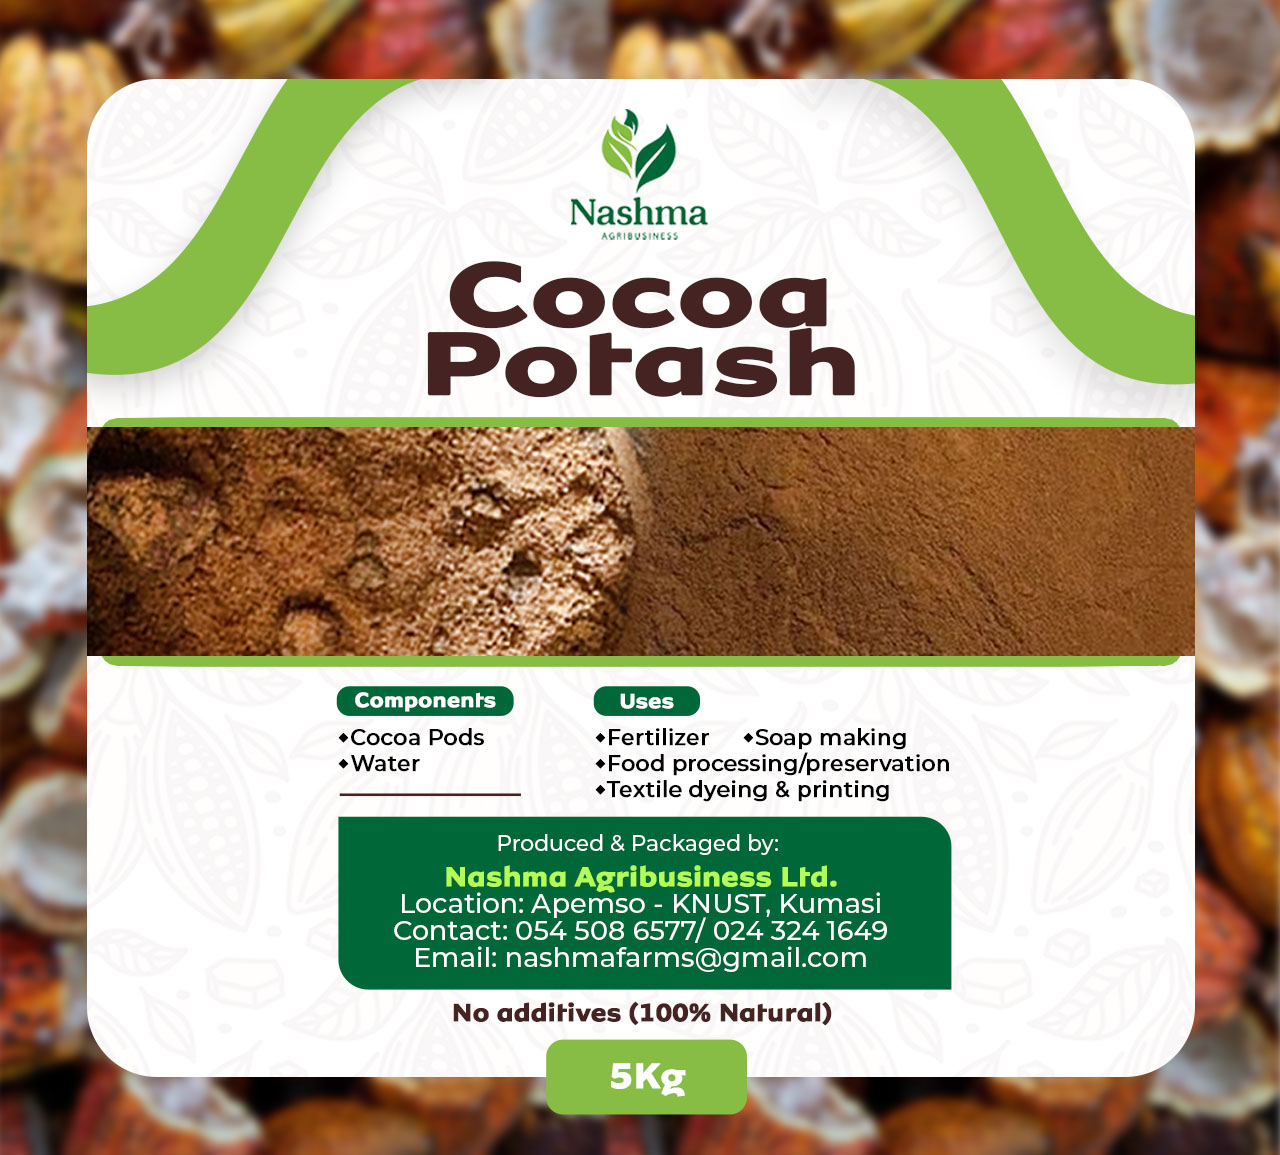 Nashma
AGRIBUSINESS
Cocoa
Potash
Components
◆Cocoa Pods
◆Water
Uses
◆Fertilizer ◆Soap making
◆Food processing/preservation
◆Textile dyeing & printing
Produced & Packaged by:
Nashma Agribusiness Ltd.
Location: Apemso - KNUST, Kumasi
Contact: 054 508 6577/ 024 324 1649
Email: nashmafarms@gmail.com
No additives (100% Natural)
5Kg